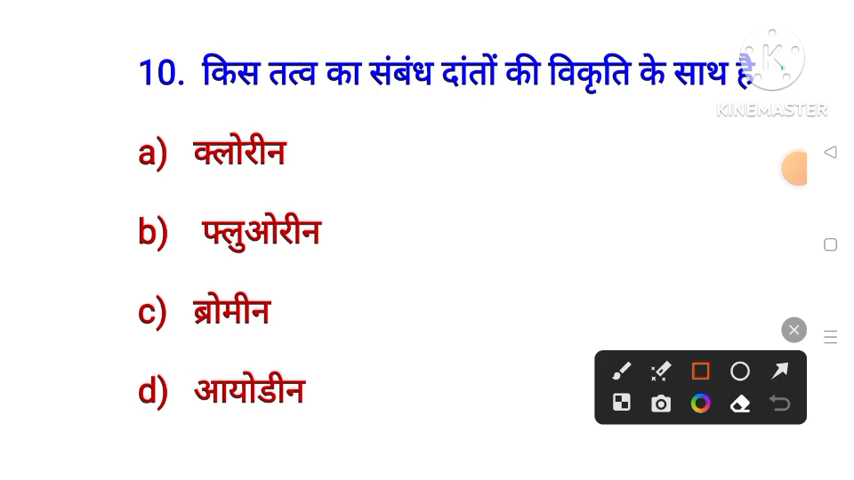 10. किस तत्व का संबंध दांतों की विकृति के साथ है
KINEMASTER
a) क्लोरीन
b) फ्लुओरीन
c) ब्रोमीन
d) आयोडीन